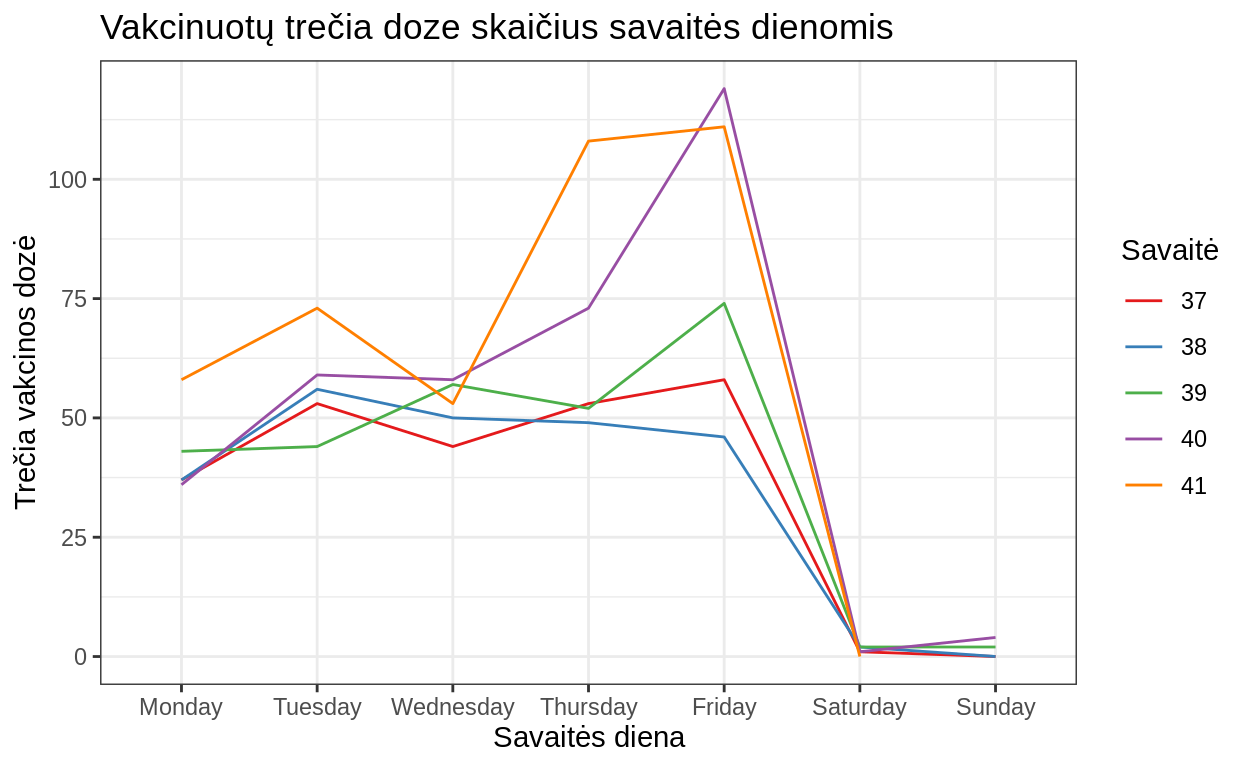 Vakcinuotų trečia doze skaičius savaitės dienomis
Trečia vakcinos dozė
100
75
50
25
0
Monday Tuesday Wednesday Thursday Friday Saturday Sunday
Savaitės diena
Savaitė
37
38
39
40
41